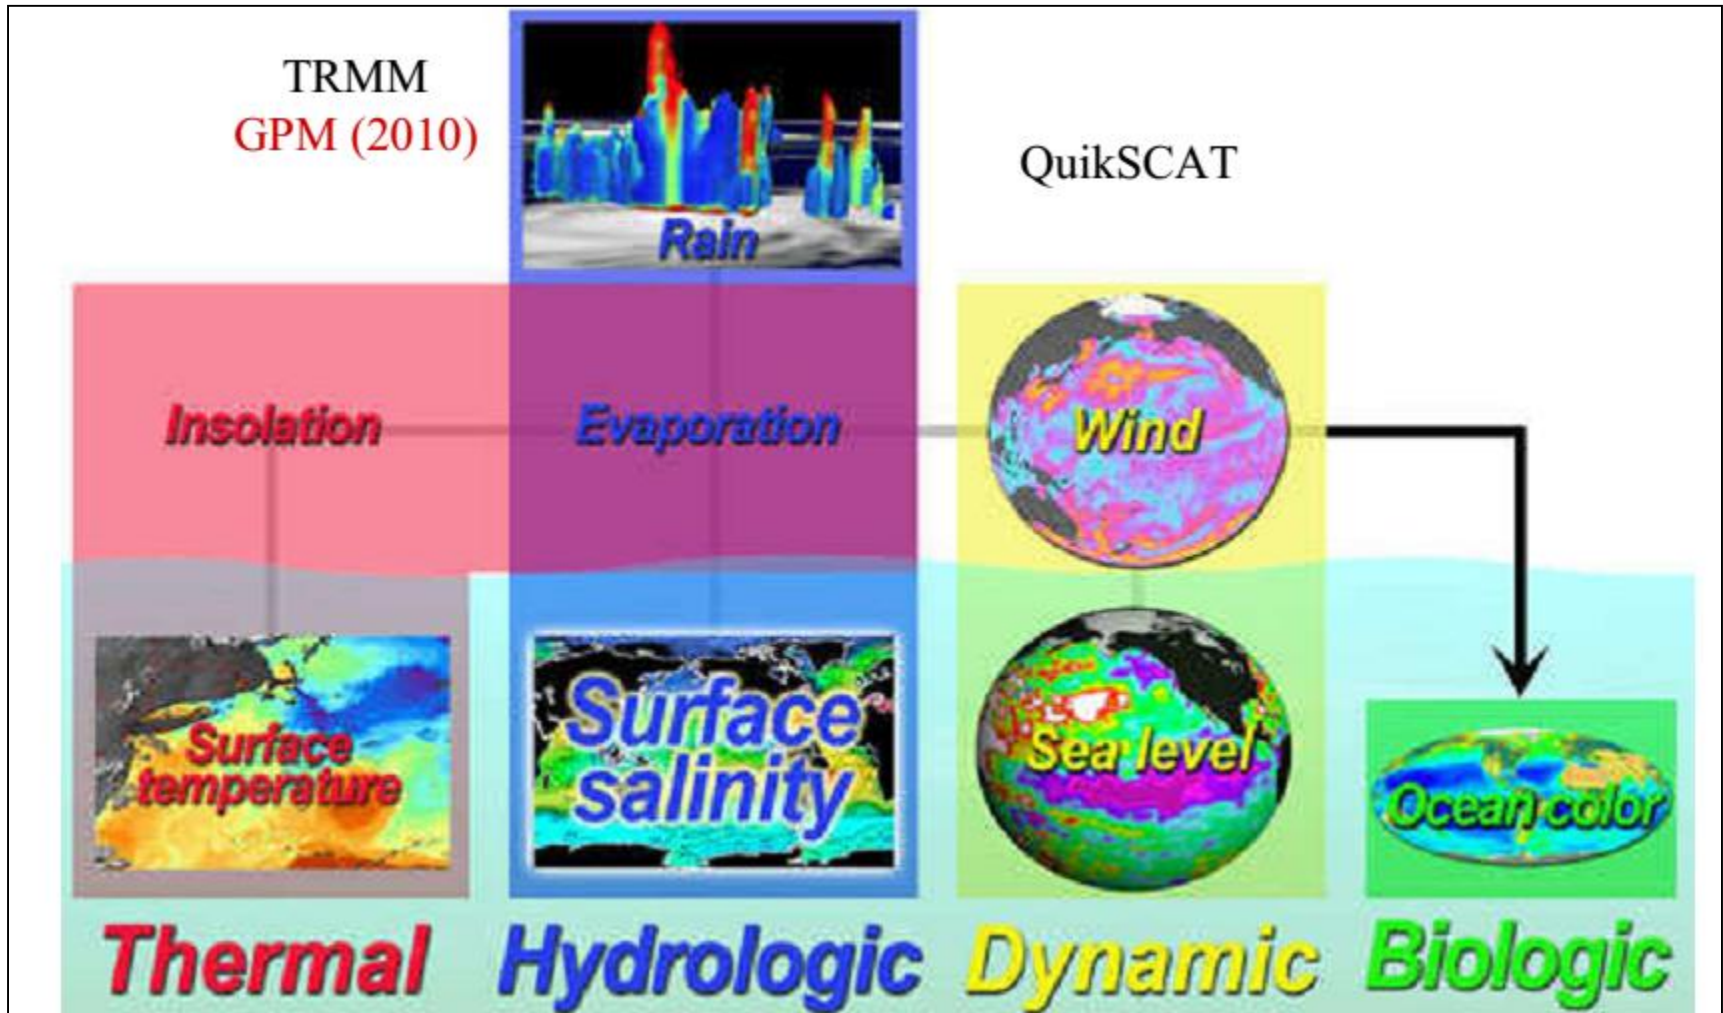 TRMM
GPM (2010)
QuikSCAT
Rain
Insolation
Evaporation
Wind
Surface
temperature
Surface
salinity
Sea level
Ocean color
Thermal
Hydrologic
Dynamic
Biologic